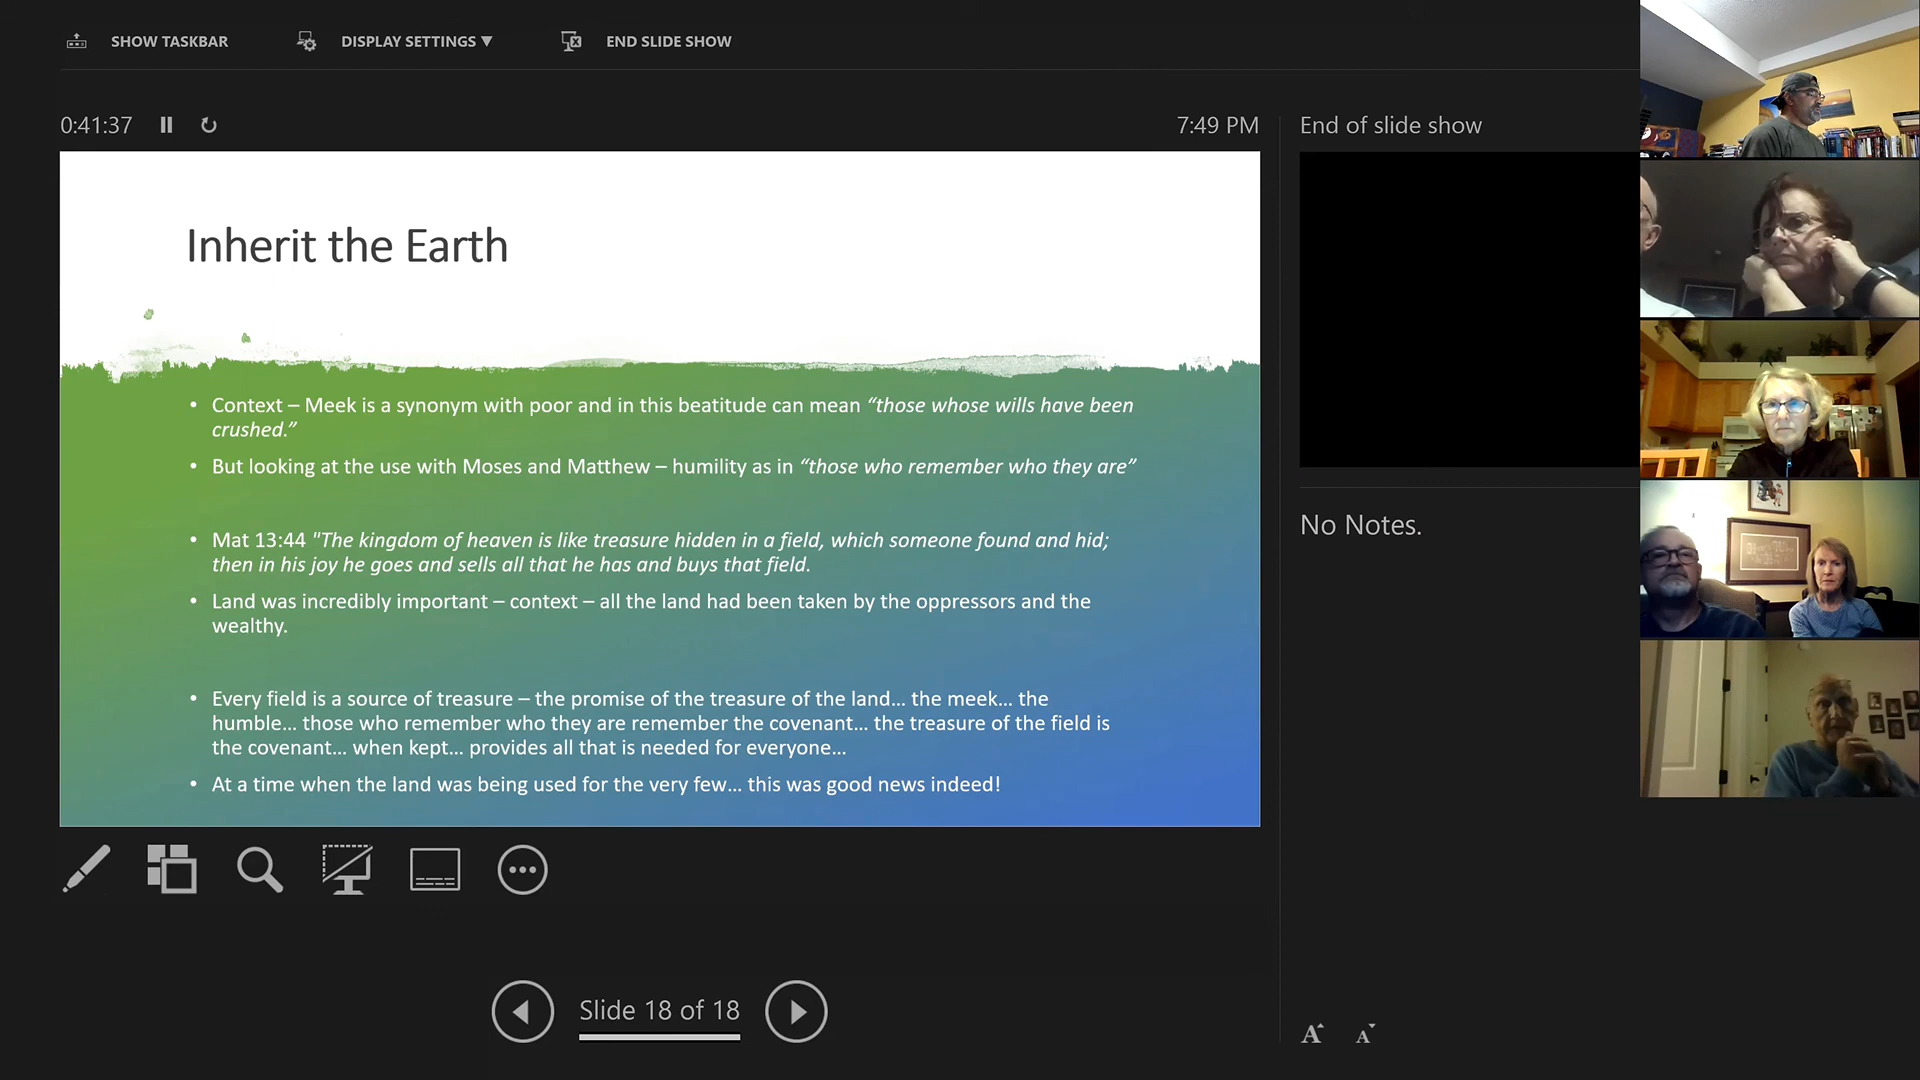 SHOW TASKBAR
DISPLAY SETTINGS ▼
END SLIDE SHOW
0:41:37
7:49 PM
End of slide show
Inherit the Earth
• Context – Meek is a synonym with poor and in this beatitude can mean “those whose wills have been
crushed.”
• But looking at the use with Moses and Matthew – humility as in “those who remember who they are”
• Mat 13:44 "The kingdom of heaven is like treasure hidden in a field, which someone found and hid;
then in his joy he goes and sells all that he has and buys that field.
• Land was incredibly important – context – all the land had been taken by the oppressors and the
wealthy.
• Every field is a source of treasure – the promise of the treasure of the land… the meek… the
humble… those who remember who they are remember the covenant… the treasure of the field is
the covenant… when kept… provides all that is needed for everyone…
• At a time when the land was being used for the very few… this was good news indeed!
No Notes.
Slide 18 of 18
A A